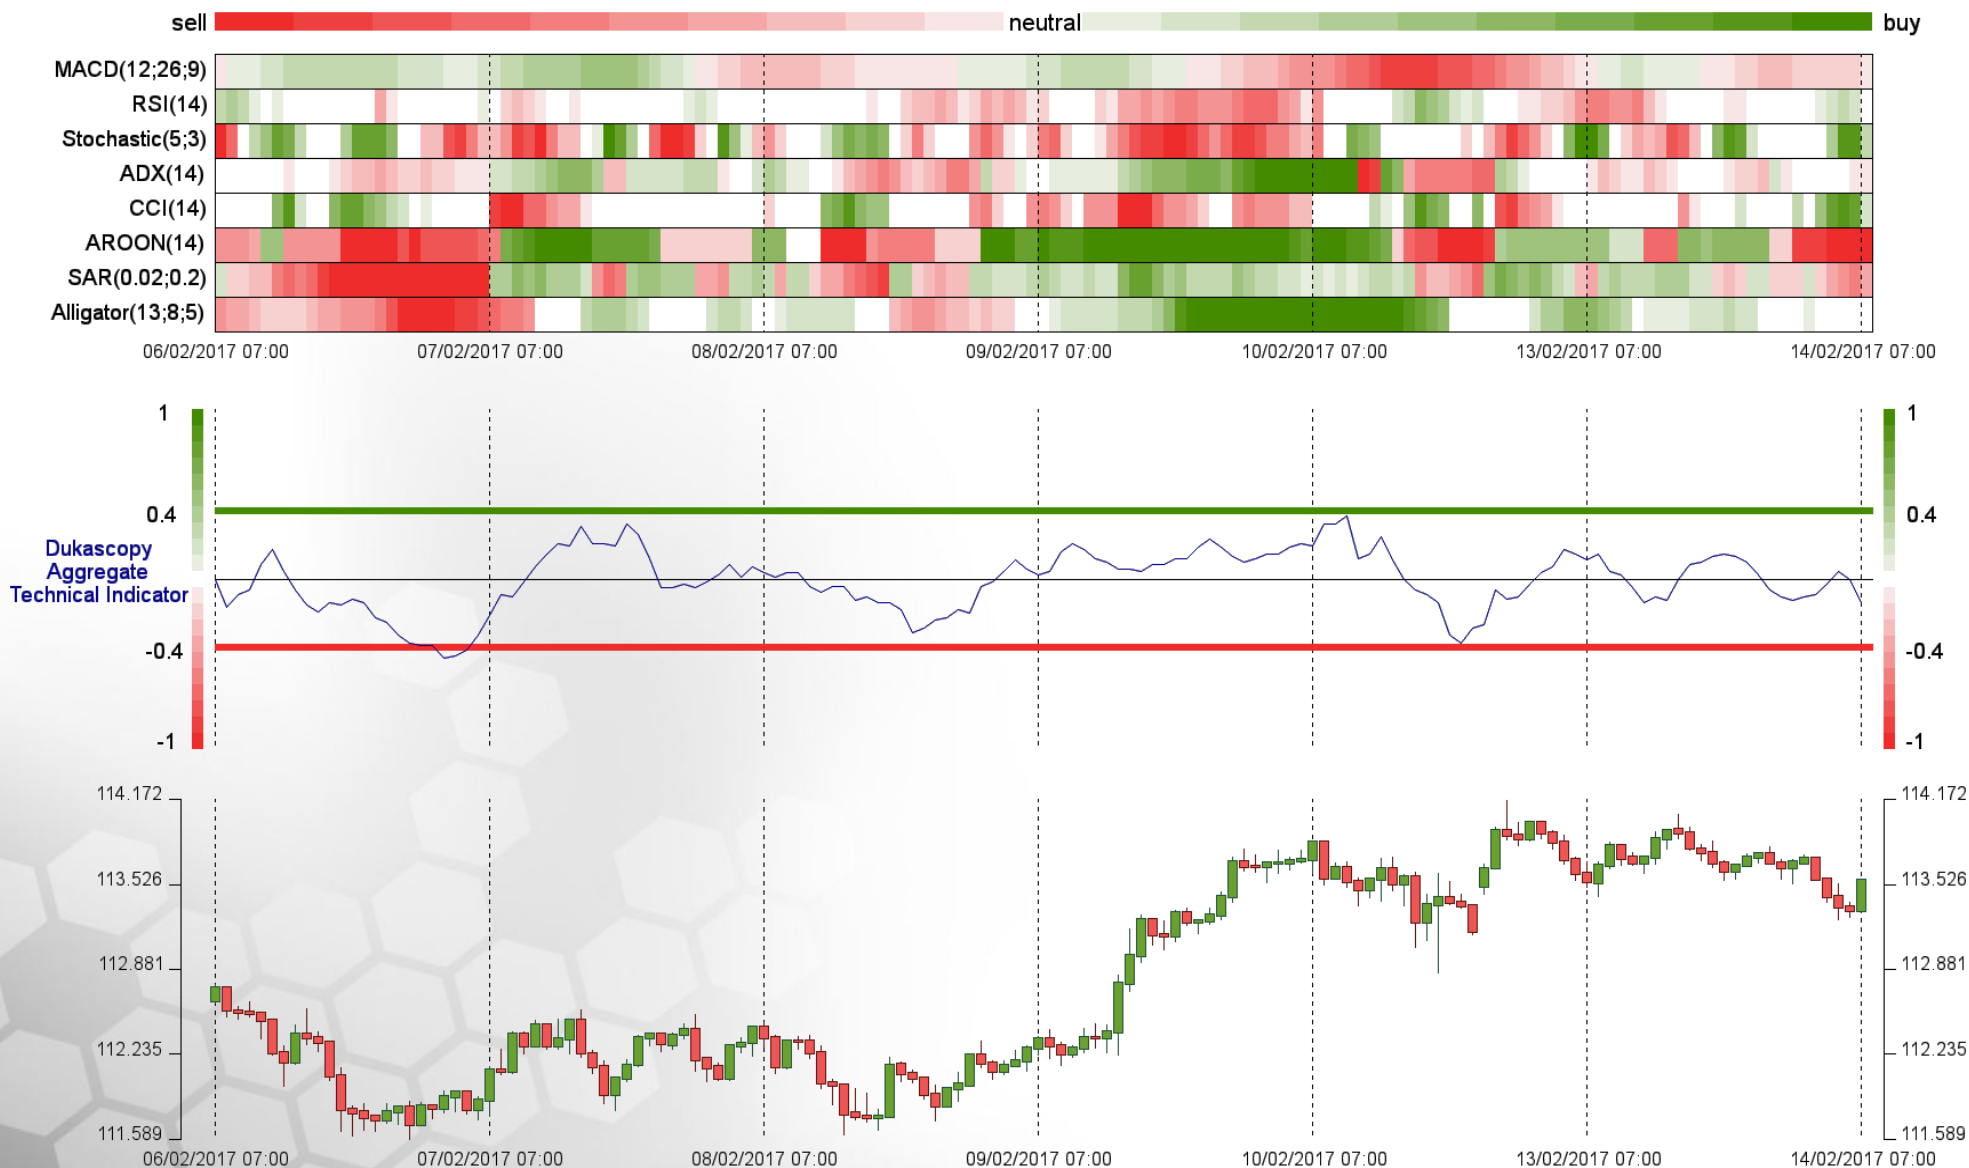 sell neutral buy
MACD(12;26;9)
RSI(14)
Stochastic(5;3)
ADX(14)
CCI(14)
AROON(14)
SAR(0.02;0.2)
Alligator(13;8;5)
06/02/2017 07:00 07/02/2017 07:00 08/02/2017 07:00 09/02/2017 07:00 10/02/2017 07:00 13/02/2017 07:00 14/02/2017 07:00
1 1
0.4 0.4
Dukascopy
Aggregate
Technical Indicator
-0.4 -0.4
-1 -1
114.172 114.172
113.526 113.526
112.881 112.881
112.235 112.235
111.589 111.589
06/02/2017 07:00 07/02/2017 07:00 08/02/2017 07:00 09/02/2017 07:00 10/02/2017 07:00 13/02/2017 07:00 14/02/2017 07:00